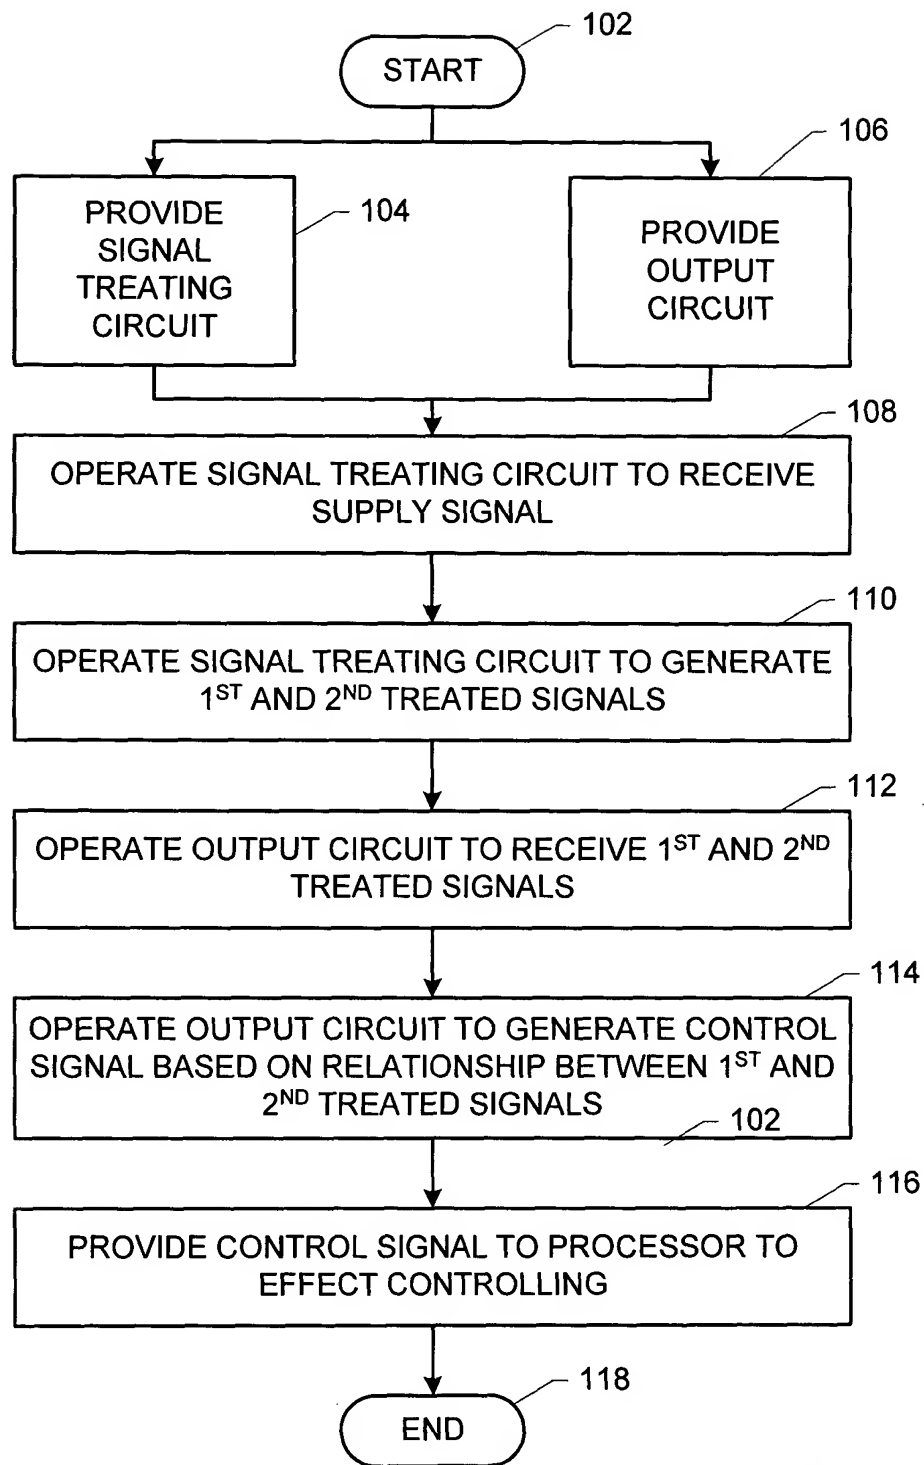 102
START
106
PROVIDE
SIGNAL
TREATING
CIRCUIT
104
PROVIDE
OUTPUT
CIRCUIT
108
OPERATE SIGNAL TREATING CIRCUIT TO RECEIVE
SUPPLY SIGNAL
110
OPERATE SIGNAL TREATING CIRCUIT TO GENERATE
1ST AND 2ND TREATED SIGNALS
112
OPERATE OUTPUT CIRCUIT TO RECEIVE 1ST AND 2ND
TREATED SIGNALS
114
OPERATE OUTPUT CIRCUIT TO GENERATE CONTROL
SIGNAL BASED ON RELATIONSHIP BETWEEN 1ST AND
2ND TREATED SIGNALS
102
116
PROVIDE CONTROL SIGNAL TO PROCESSOR TO
EFFECT CONTROLLING
118
END